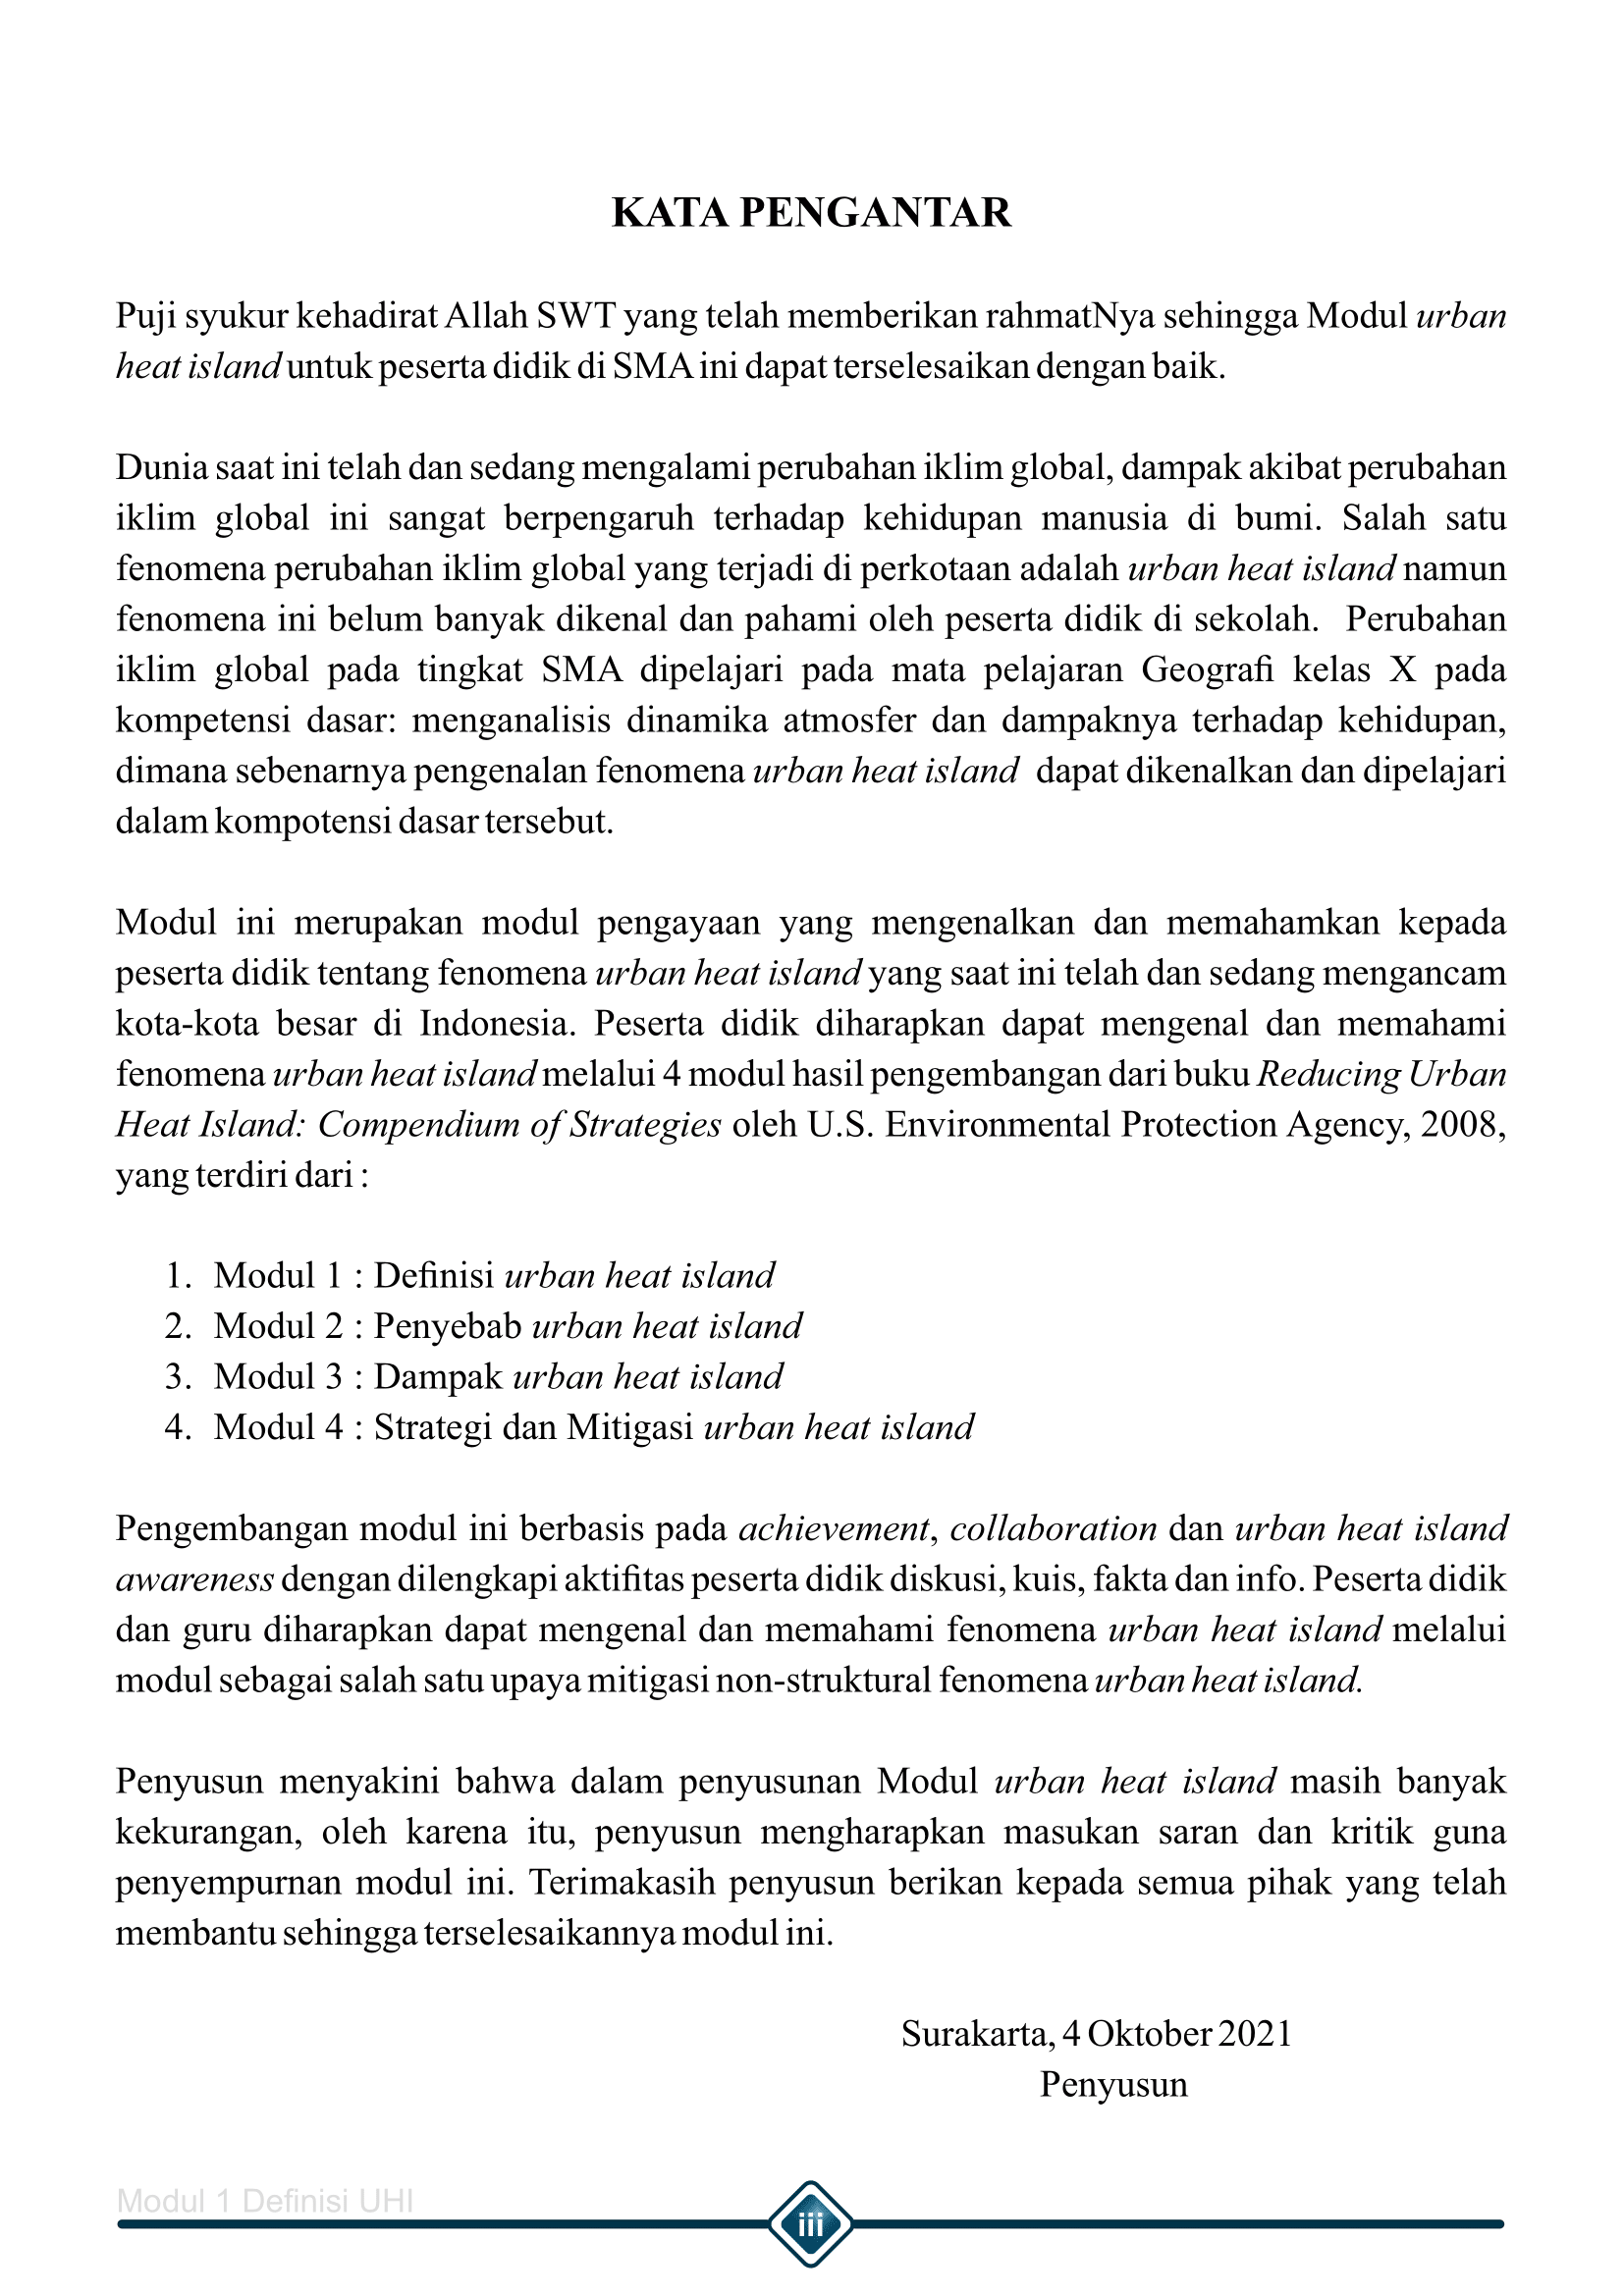 KATA PENGANTAR
Puji syukur kehadirat Allah SWT yang telah memberikan rahmatNya sehingga Modul urban
heat island untuk peserta didik di SMA ini dapat terselesaikan dengan baik.
Dunia saat ini telah dan sedang mengalami perubahan iklim global, dampak akibat perubahan
iklim global ini sangat berpengaruh terhadap kehidupan manusia di bumi. Salah satu
fenomena perubahan iklim global yang terjadi di perkotaan adalah urban heat island namun
fenomena ini belum banyak dikenal dan pahami oleh peserta didik di sekolah. Perubahan
iklim global pada tingkat SMA dipelajari pada mata pelajaran Geografi kelas X pada
kompetensi dasar: menganalisis dinamika atmosfer dan dampaknya terhadap kehidupan,
dimana sebenarnya pengenalan fenomena urban heat island dapat dikenalkan dan dipelajari
dalam kompotensi dasar tersebut.
Modul ini merupakan modul pengayaan yang mengenalkan dan memahamkan kepada
peserta didik tentang fenomena urban heat island yang saat ini telah dan sedang mengancam
kota-kota besar di Indonesia. Peserta didik diharapkan dapat mengenal dan memahami
fenomena urban heat island melalui 4 modul hasil pengembangan dari buku Reducing Urban
Heat Island: Compendium of Strategies oleh U.S. Environmental Protection Agency, 2008,
yang terdiri dari :
1. Modul 1 : Definisi urban heat island
2. Modul 2 : Penyebab urban heat island
3. Modul 3 : Dampak urban heat island
4. Modul 4 : Strategi dan Mitigasi urban heat island
Pengembangan modul ini berbasis pada achievement, collaboration dan urban heat island
awareness dengan dilengkapi aktifitas peserta didik diskusi, kuis, fakta dan info. Peserta didik
dan guru diharapkan dapat mengenal dan memahami fenomena urban heat island melalui
modul sebagai salah satu upaya mitigasi non-struktural fenomena urban heat island.
Penyusun menyakini bahwa dalam penyusunan Modul urban heat island masih banyak
kekurangan, oleh karena itu, penyusun mengharapkan masukan saran dan kritik guna
penyempurnan modul ini. Terimakasih penyusun berikan kepada semua pihak yang telah
membantu sehingga terselesaikannya modul ini.
Surakarta, 4 Oktober 2021
Penyusun
Modul 1 Definisi UHI
iii